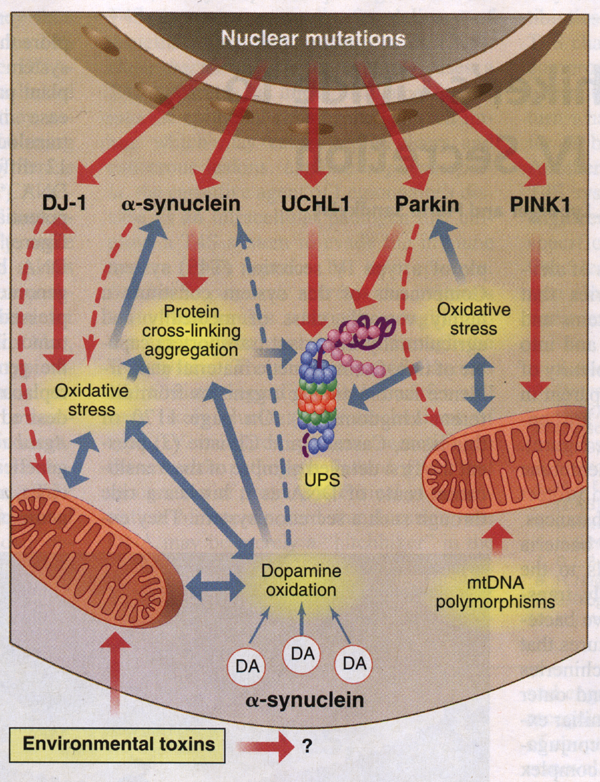 Nuclear mutations
DJ-1
α-synuclein
UCHL1
Parkin
PINK1
Protein
cross-linking
aggregation
Oxidative
stress
Oxidative
stress
UPS
Dopamine
oxidation
mtDNA
polymorphisms
DA
DA
DA
α-synuclein
Environmental toxins
?